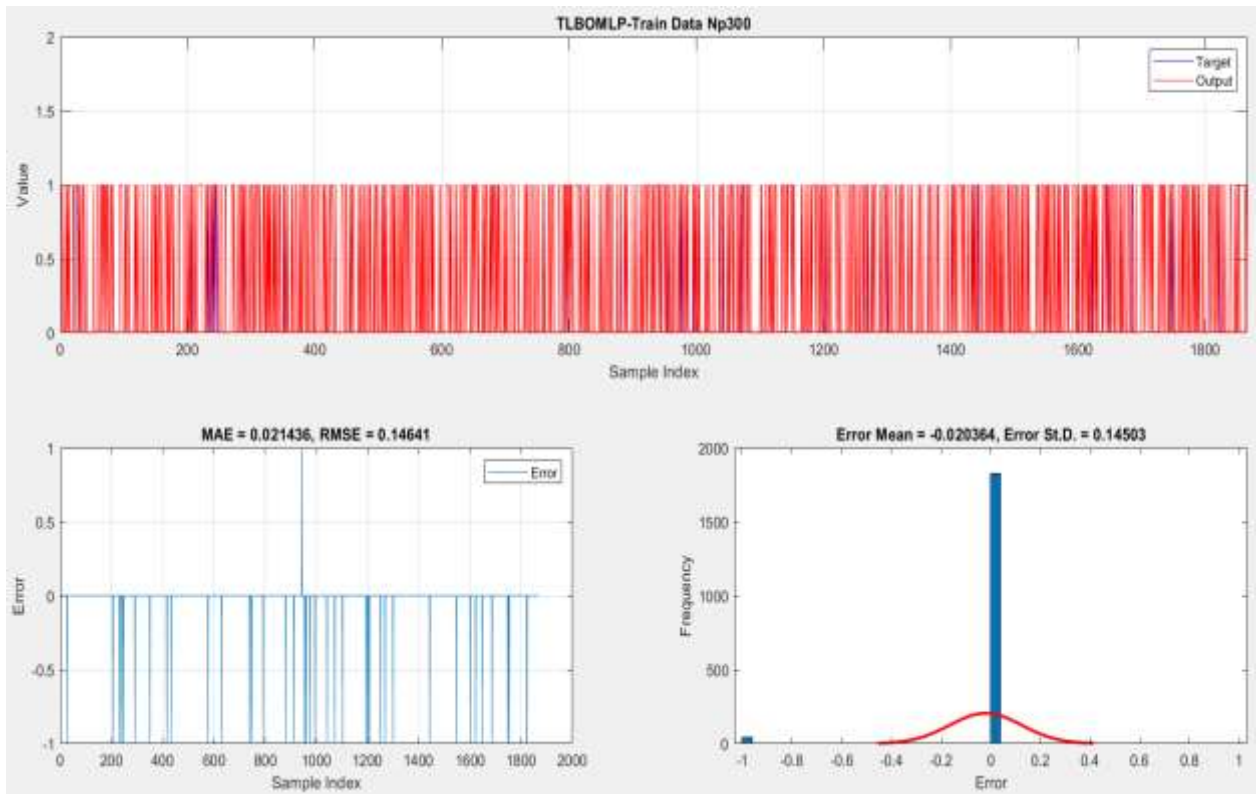 TLBOMLP-Train Data Np300
2
1.5
1
0.5
0
Value
Target
Output
0 200 400 600 800 1000 1200 1400 1600 1800
Sample Index
MAE = 0.021436, RMSE = 0.14641
1
0.5
0
-0.5
-1
Error
Error
0 200 400 600 800 1000 1200 1400 1600 1800 2000
Sample Index
Error Mean = -0.020364, Error St.D. = 0.14503
2000
1500
1000
500
0
Frequency
-1 -0.8 -0.6 -0.4 -0.2 0 0.2 0.4 0.6 0.8 1
Error